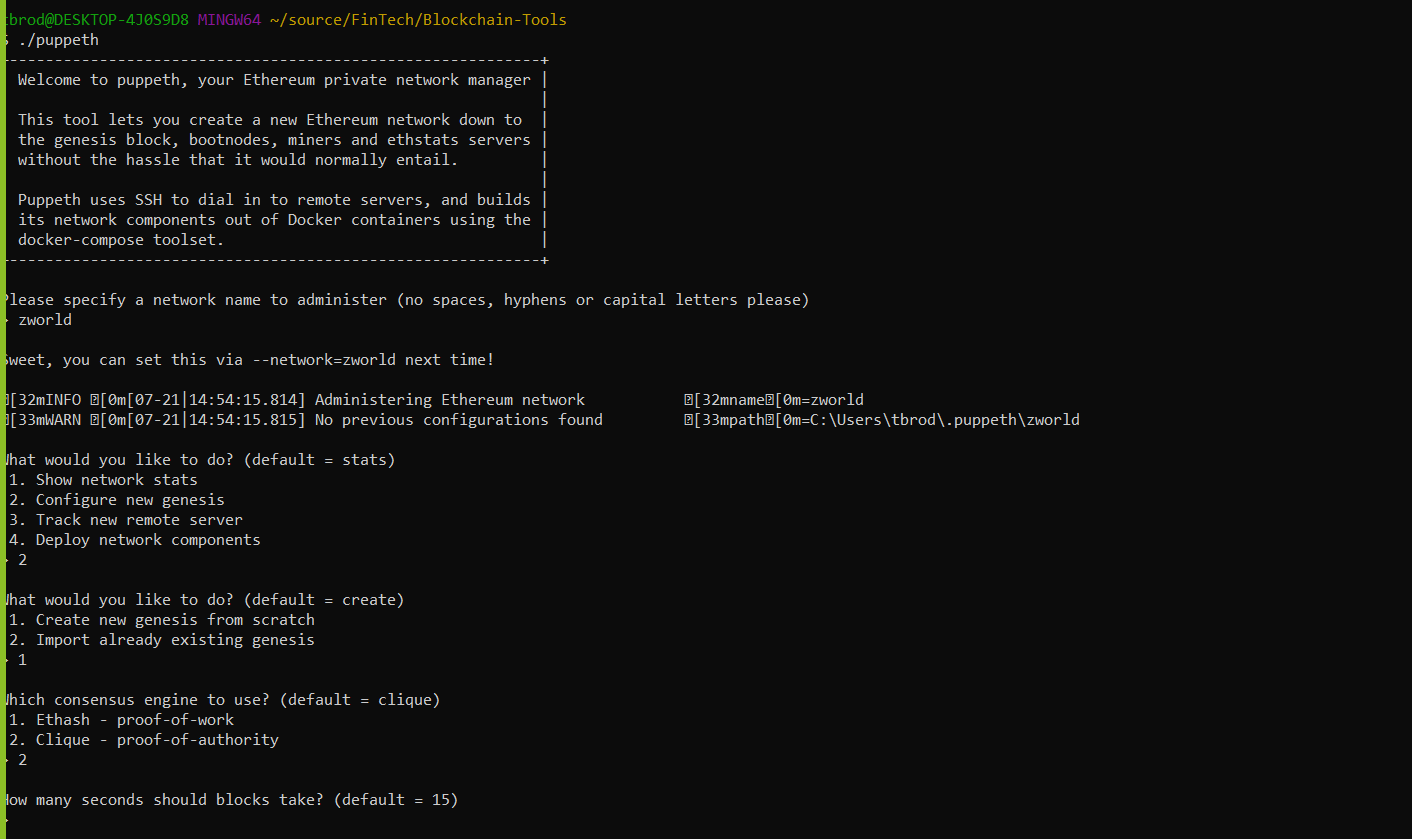 tbrod@DESKTOP-4J0S9D8 MINGW64 ~/source/FinTech/Blockchain-Tools
$ ./puppeth
-----------------------------------------------------------+
Welcome to puppeth, your Ethereum private network manager |
|
This tool lets you create a new Ethereum network down to |
the genesis block, bootnodes, miners and ethstats servers |
without the hassle that it would normally entail. |
|
Puppeth uses SSH to dial in to remote servers, and builds |
its network components out of Docker containers using the |
docker-compose toolset. |
-----------------------------------------------------------+
Please specify a network name to administer (no spaces, hyphens or capital letters please)
> zworld
Sweet, you can set this via --network=zworld next time!
[32mINFO [0m[07-21|14:54:15.814] Administering Ethereum network [32mname[0m=zworld
[33mWARN [0m[07-21|14:54:15.815] No previous configurations found [33mpath[0m=C:\Users\tbrod\.puppeth\zworld
What would you like to do? (default = stats)
1. Show network stats
2. Configure new genesis
3. Track new remote server
4. Deploy network components
> 2
What would you like to do? (default = create)
1. Create new genesis from scratch
2. Import already existing genesis
> 1
Which consensus engine to use? (default = clique)
1. Ethash - proof-of-work
2. Clique - proof-of-authority
> 2
How many seconds should blocks take? (default = 15)
>